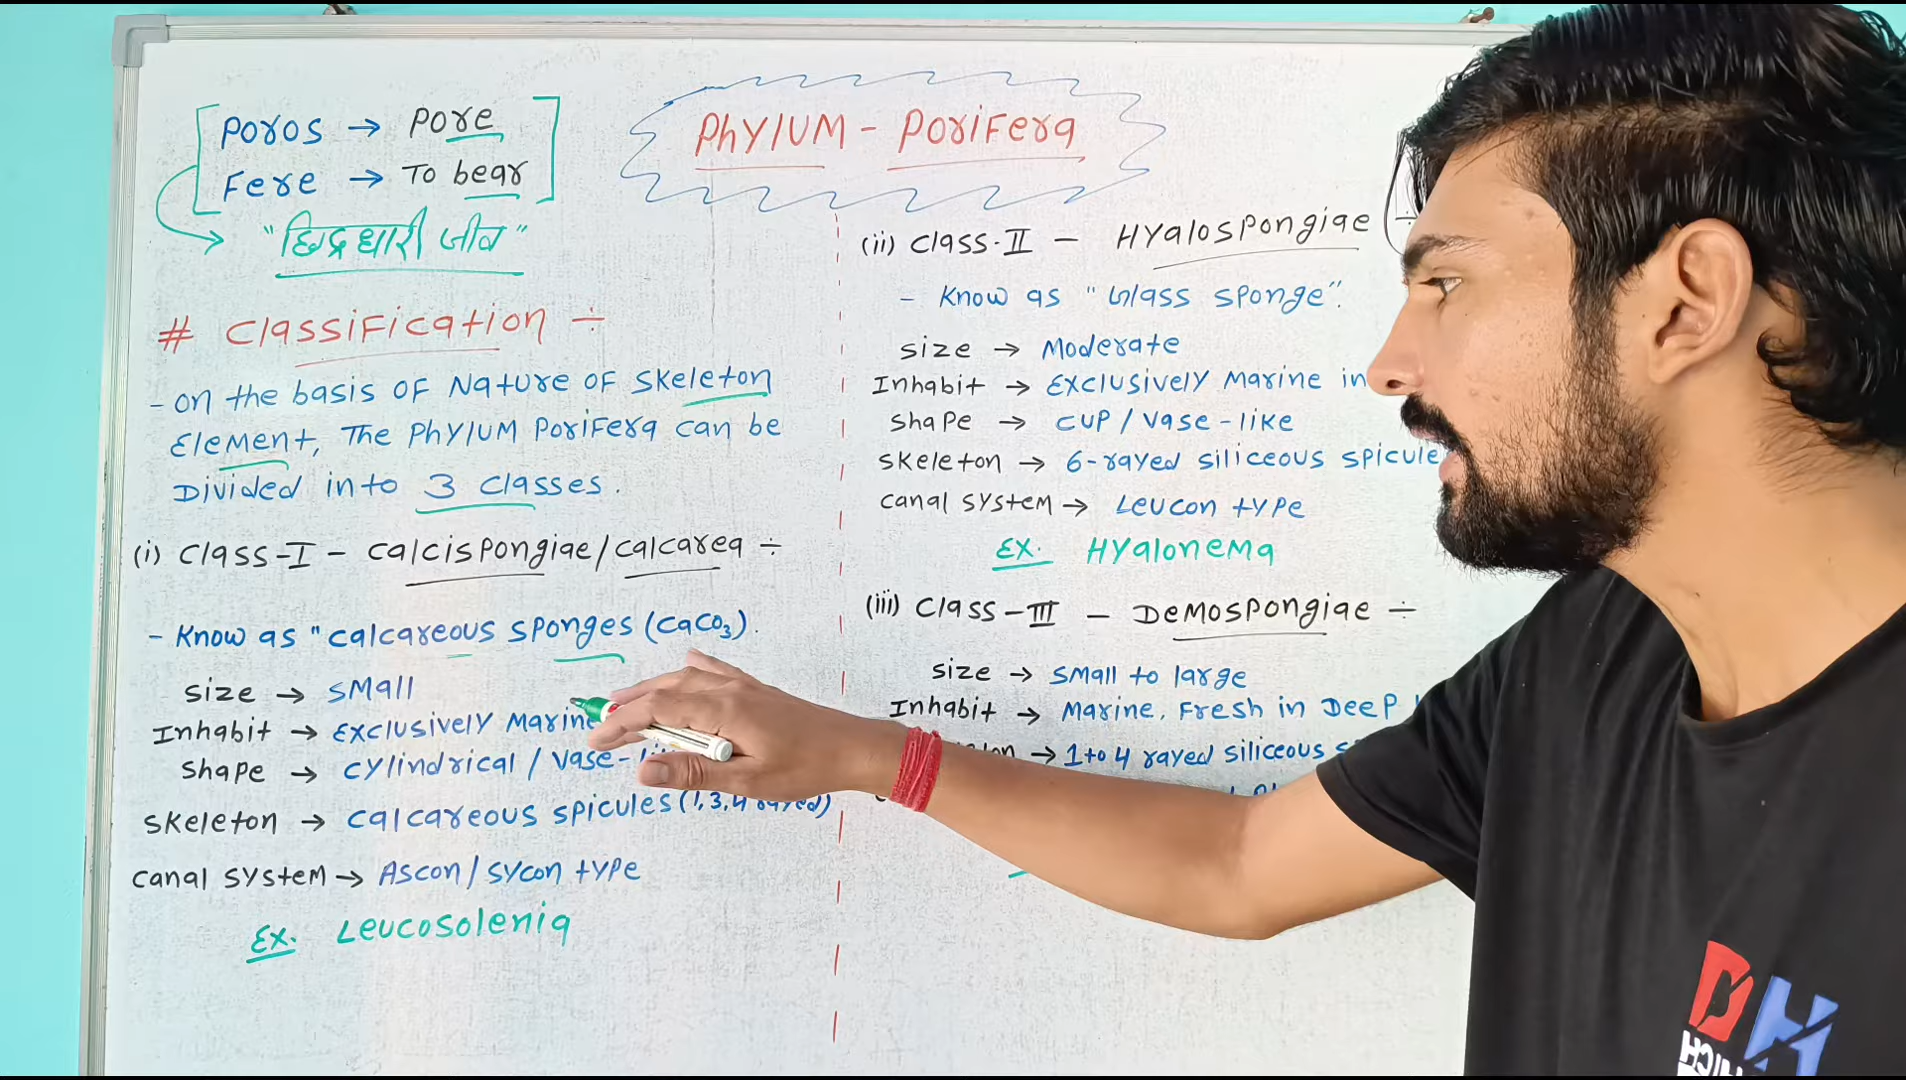 Poros → Pore
Fere → To bear
"छिद्रधारी जीव"
Phylum - Porifera
# Classification ÷
- on the basis of Nature of skeleton
Element, The Phylum Porifera can be
Divided into 3 classes.
(i) Class-I - Calcispongiae/calcarea ÷
- Know as "calcareous sponges (CaCO3).
size → small
Inhabit → Exclusively Marine
shape → cylindrical / vase-
skeleton → calcareous spicules (1,3,4 rayed)
canal system → Ascon/sycon type
Ex. Leucosolenia
(ii) Class-II - Hyalospongiae ÷
- Know as "Glass sponge".
size → Moderate
Inhabit → Exclusively Marine in
shape → cup / vase-like
skeleton → 6-rayed siliceous spicule
canal system → Leucon type
Ex. Hyalonema
(iii) Class-III - Demospongiae ÷
size → small to large
Inhabit → Marine, Fresh in Deep
→ 1 to 4 rayed siliceous
DH